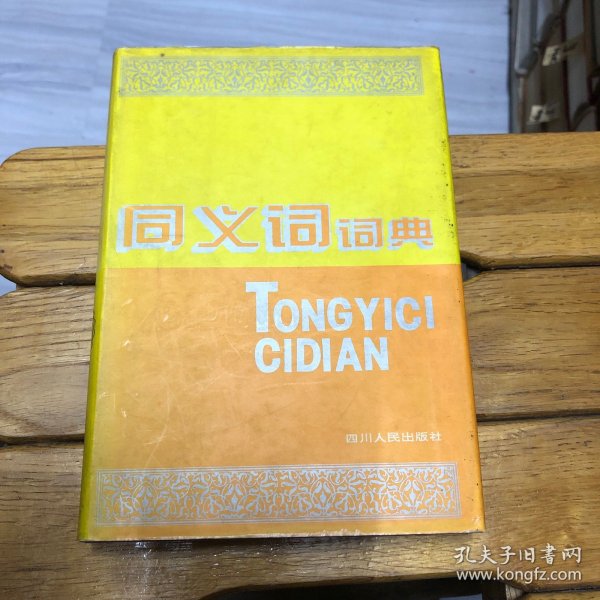 同义词词典
TONGYICI
CIDIAN
四川人民出版社
孔夫子旧书网
www.kongfz.com